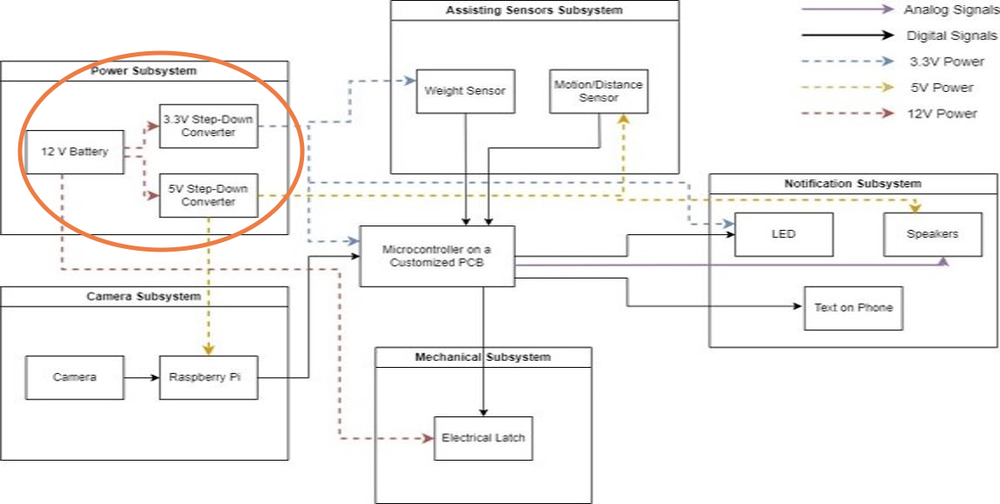 Assisting Sensors Subsystem
Analog Signals
Digital Signals
3.3V Power
5V Power
12V Power
Power Subsystem
12 V Battery
3.3V Step-Down
Converter
5V Step-Down
Converter
Weight Sensor
Motion/Distance
Sensor
Notification Subsystem
LED
Speakers
Text on Phone
Microcontroller on a
Customized PCB
Camera Subsystem
Camera
Raspberry Pi
Mechanical Subsystem
Electrical Latch